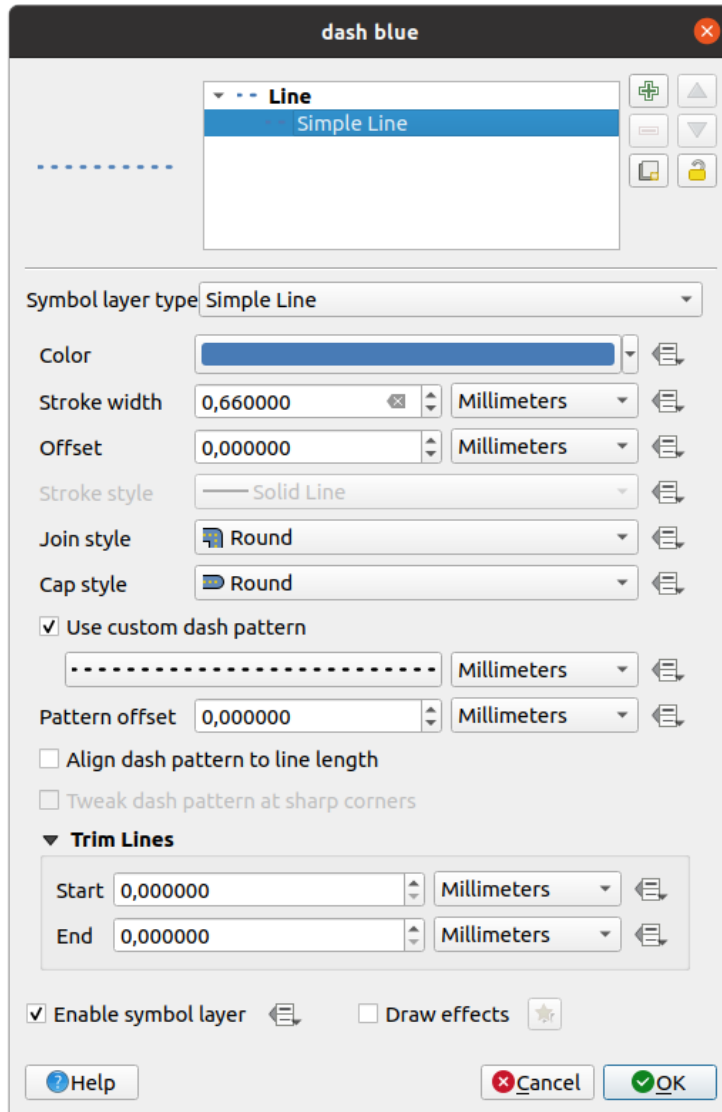 dash blue
Line
Simple Line
Symbol layer type Simple Line
Color
Stroke width 0,660000 Millimeters
Offset 0,000000 Millimeters
Stroke style Solid Line
Join style Round
Cap style Round
Use custom dash pattern
Millimeters
Pattern offset 0,000000 Millimeters
Align dash pattern to line length
Tweak dash pattern at sharp corners
Trim Lines
Start 0,000000 Millimeters
End 0,000000 Millimeters
Enable symbol layer Draw effects
Help Cancel OK